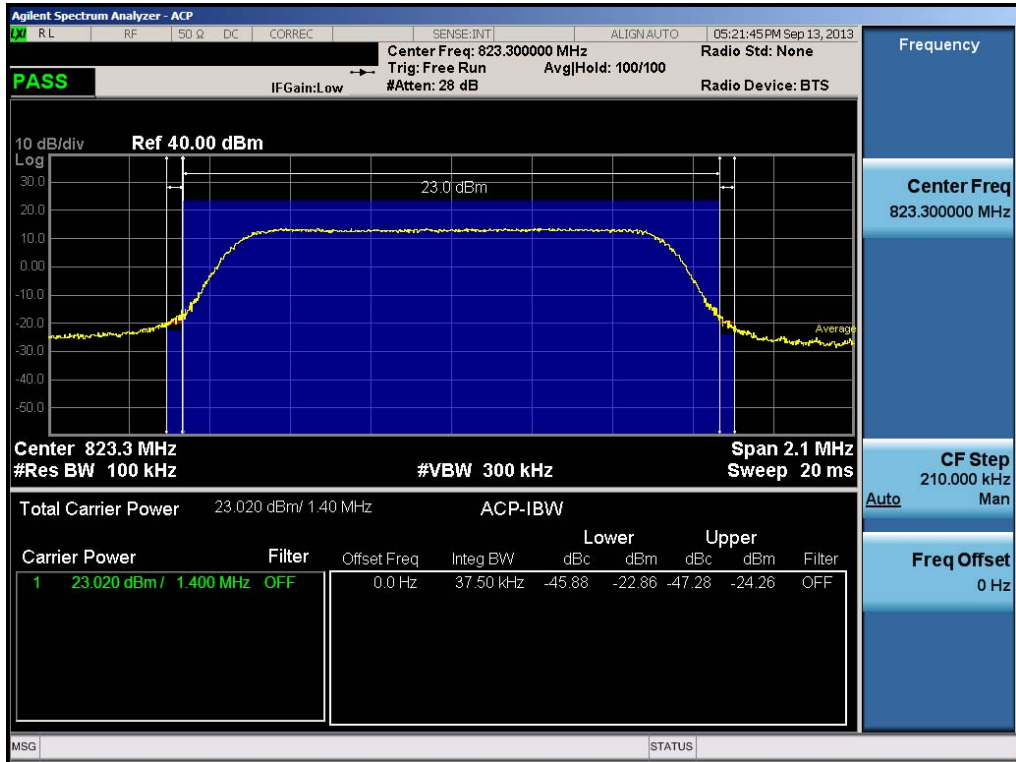 Agilent Spectrum Analyzer - ACP
LXI RL RF 50 Ω DC CORREC SENSE:INT ALIGN AUTO 05:21:45 PM Sep 13, 2013
Center Freq: 823.300000 MHz Radio Std: None
Trig: Free Run Avg|Hold: 100/100
PASS IFGain:Low #Atten: 28 dB Radio Device: BTS
10 dB/div Ref 40.00 dBm
Log
30.0
23.0 dBm
20.0
10.0
0.00
-10.0
-20.0
Average
-30.0
-40.0
-50.0
Center 823.3 MHz Span 2.1 MHz
#Res BW 100 kHz #VBW 300 kHz Sweep 20 ms
Total Carrier Power 23.020 dBm/ 1.40 MHz ACP-IBW
Lower Upper
Carrier Power Filter Offset Freq Integ BW dBc dBm dBc dBm Filter
1 23.020 dBm / 1.400 MHz OFF 0.0 Hz 37.50 kHz -45.88 -22.86 -47.28 -24.26 OFF
MSG STATUS
Frequency
Center Freq
823.300000 MHz
CF Step
210.000 kHz
Auto Man
Freq Offset
0 Hz